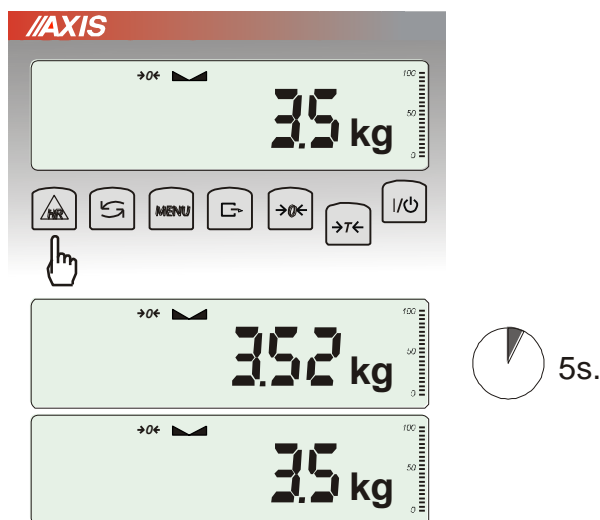 //AXIS
→0←
100
3.5 kg
50
0
HR MENU →0← →T← I/⏻
→0←
100
3.52 kg
50
0
5s.
→0←
100
3.5 kg
50
0